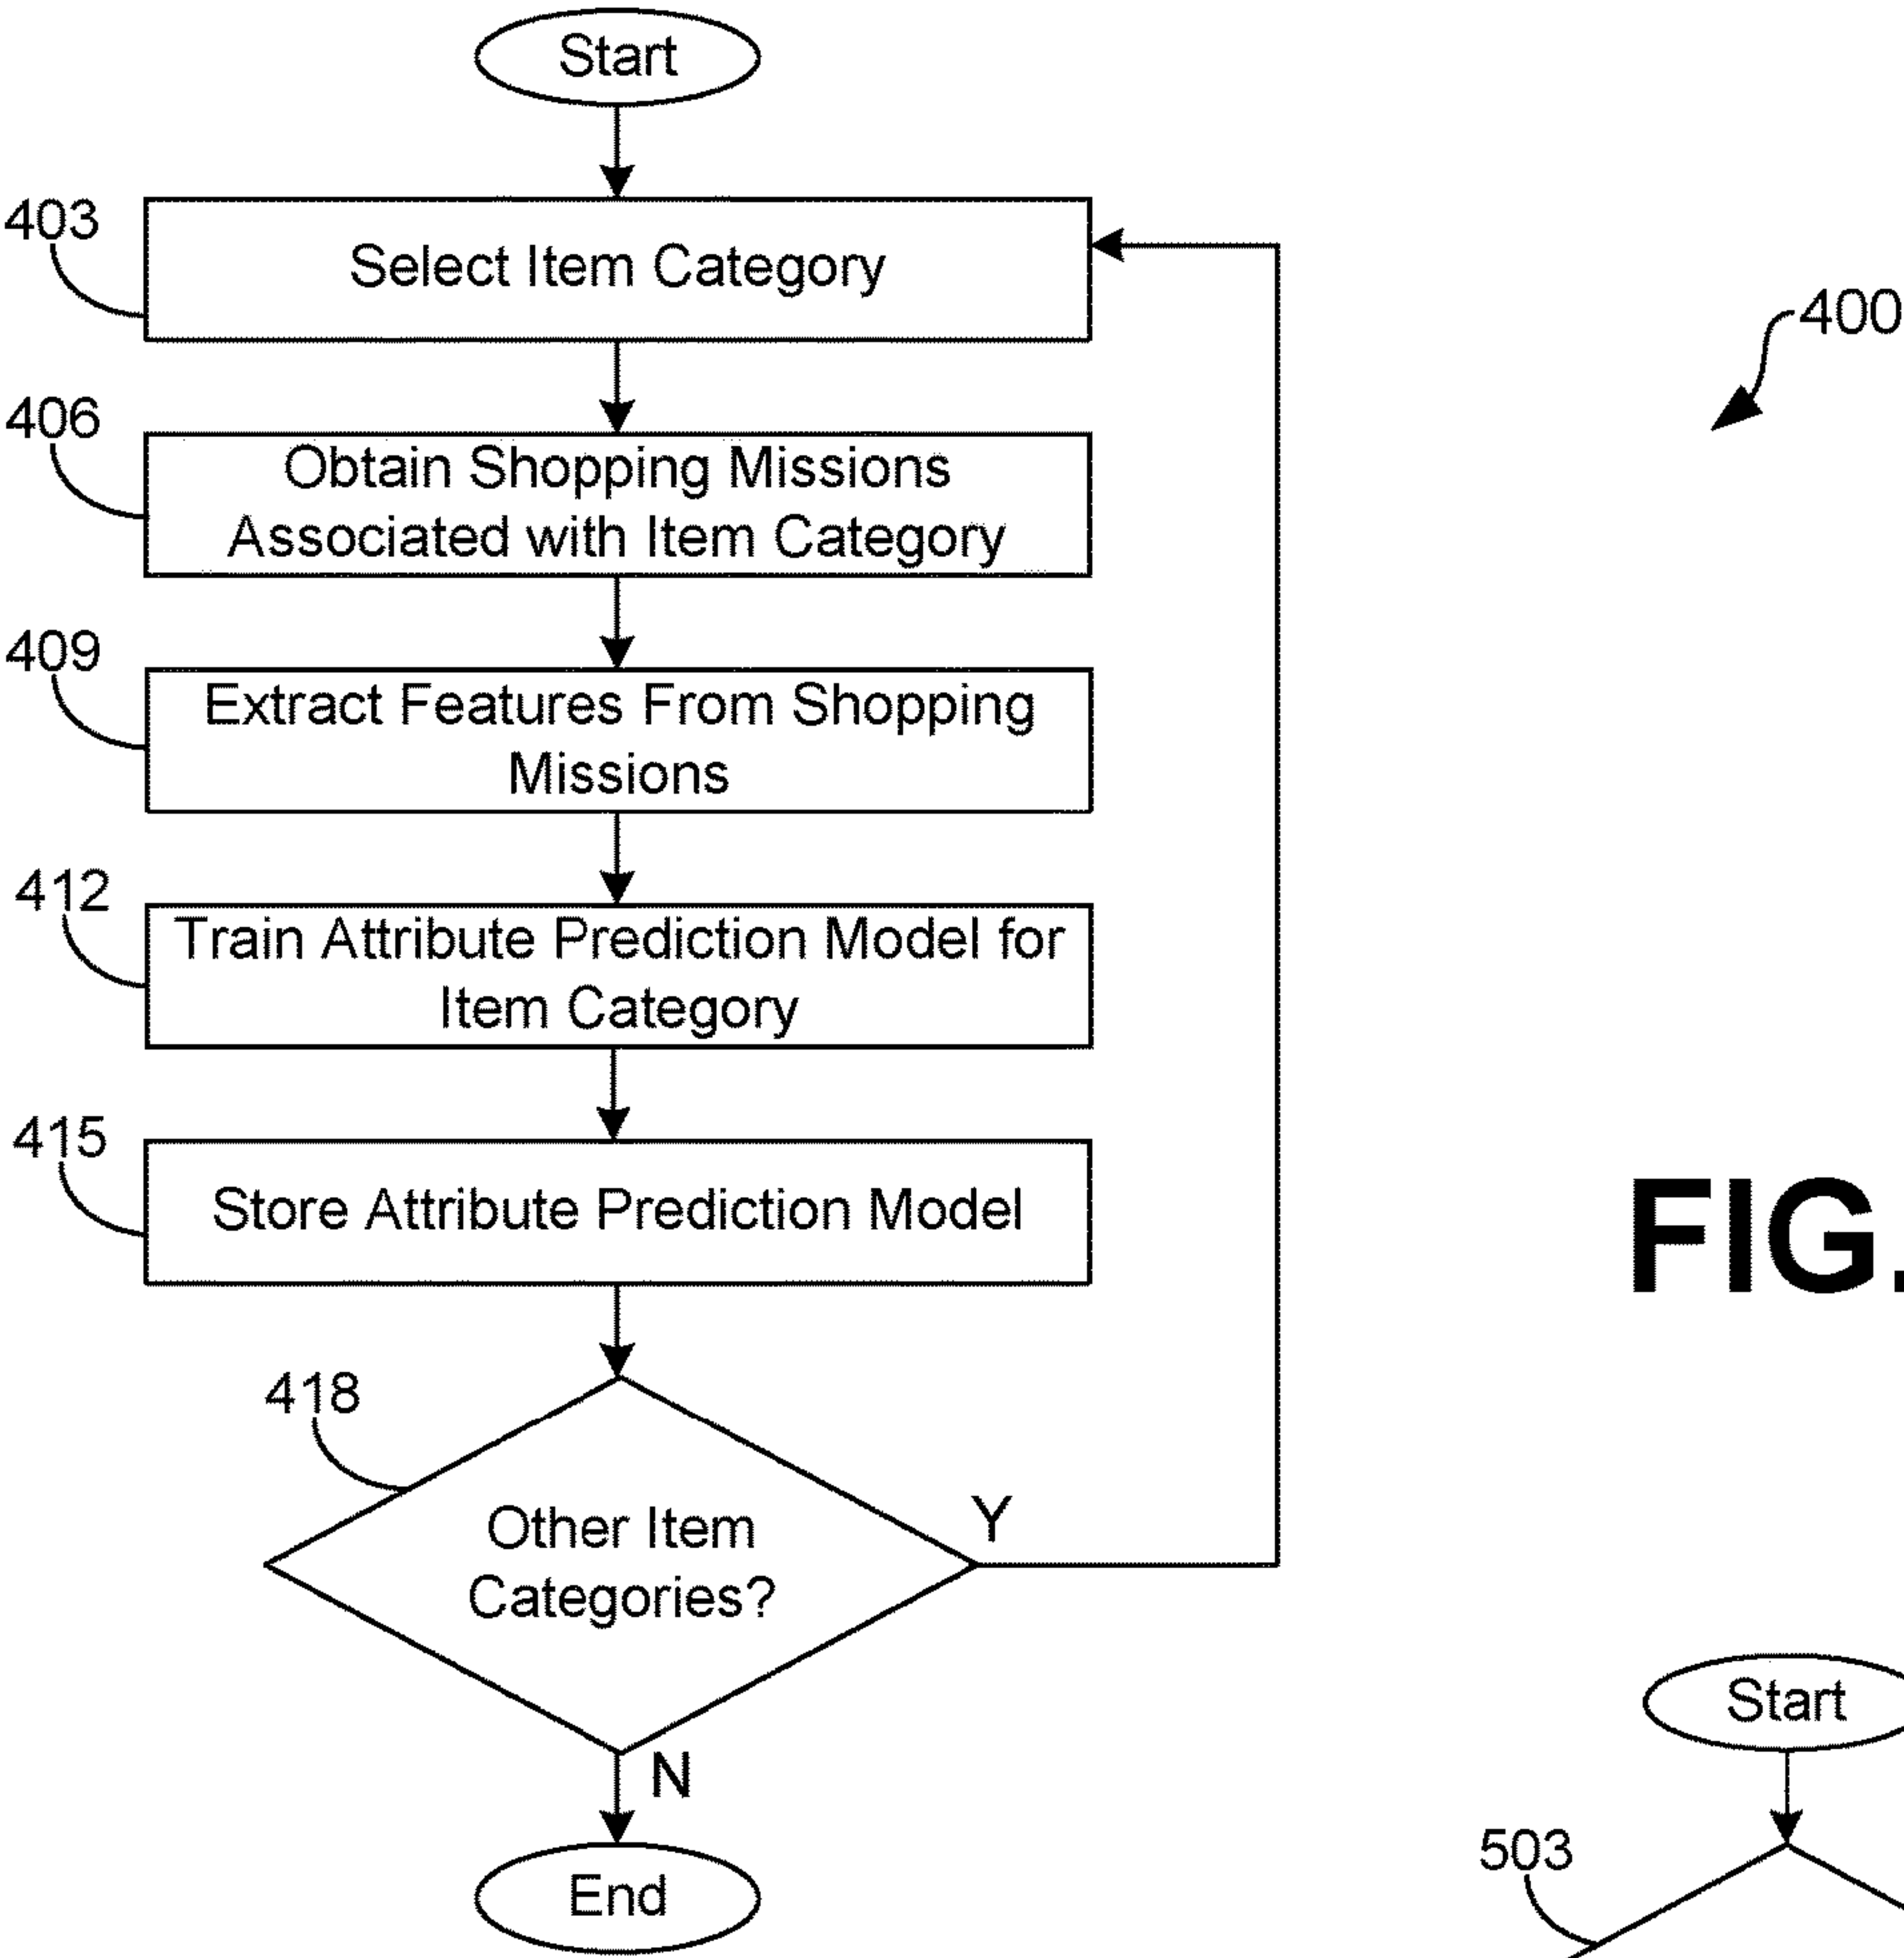 Start
403
Select Item Category
400
406
Obtain Shopping Missions
Associated with Item Category
409
Extract Features From Shopping
Missions
412
Train Attribute Prediction Model for
Item Category
415
Store Attribute Prediction Model
FIG.
418
Other Item
Categories?
Y
N
End
Start
503